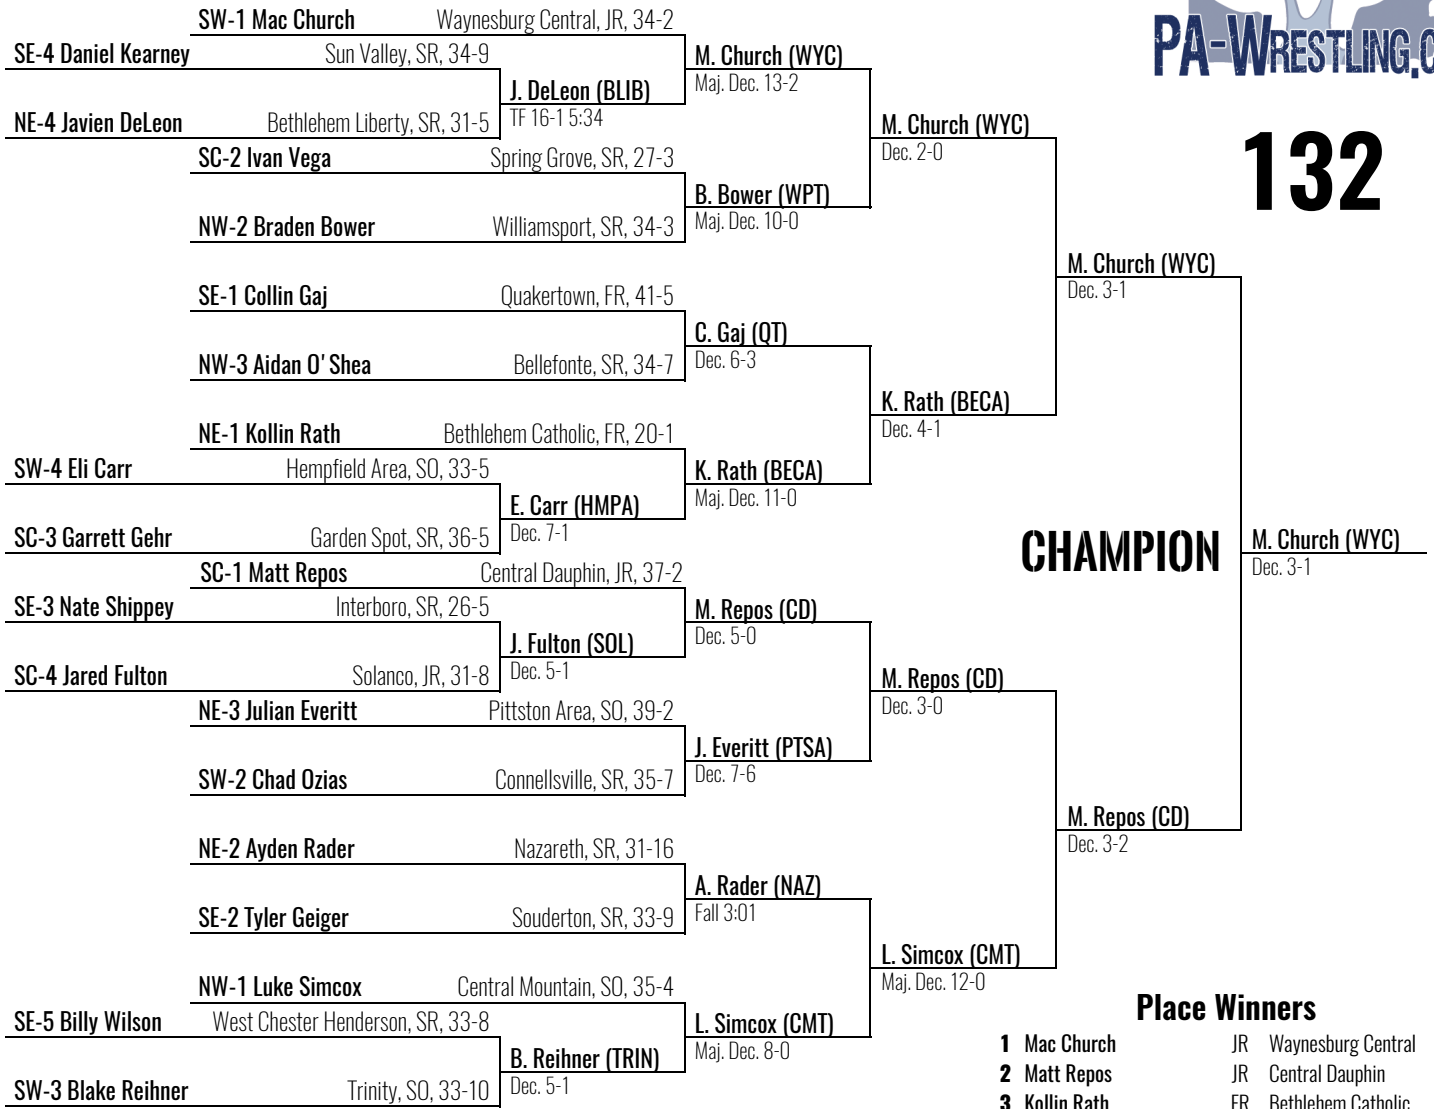 SW-1 Mac Church Waynesburg Central, JR, 34-2
SE-4 Daniel Kearney Sun Valley, SR, 34-9
M. Church (WYC)
Maj. Dec. 13-2
J. DeLeon (BLIB)
TF 16-1 5:34
NE-4 Javien DeLeon Bethlehem Liberty, SR, 31-5
M. Church (WYC)
Dec. 2-0
SC-2 Ivan Vega Spring Grove, SR, 27-3
B. Bower (WPT)
Maj. Dec. 10-0
NW-2 Braden Bower Williamsport, SR, 34-3
PA-WRESTLING.C
132
M. Church (WYC)
Dec. 3-1
SE-1 Collin Gaj Quakertown, FR, 41-5
C. Gaj (QT)
Dec. 6-3
NW-3 Aidan O'Shea Bellefonte, SR, 34-7
K. Rath (BECA)
Dec. 4-1
NE-1 Kollin Rath Bethlehem Catholic, FR, 20-1
SW-4 Eli Carr Hempfield Area, SO, 33-5
K. Rath (BECA)
Maj. Dec. 11-0
E. Carr (HMPA)
Dec. 7-1
SC-3 Garrett Gehr Garden Spot, SR, 36-5
CHAMPION
M. Church (WYC)
Dec. 3-1
SC-1 Matt Repos Central Dauphin, JR, 37-2
SE-3 Nate Shippey Interboro, SR, 26-5
M. Repos (CD)
Dec. 5-0
J. Fulton (SOL)
Dec. 5-1
SC-4 Jared Fulton Solanco, JR, 31-8
M. Repos (CD)
Dec. 3-0
NE-3 Julian Everitt Pittston Area, SO, 39-2
J. Everitt (PTSA)
Dec. 7-6
SW-2 Chad Ozias Connellsville, SR, 35-7
M. Repos (CD)
Dec. 3-2
NE-2 Ayden Rader Nazareth, SR, 31-16
A. Rader (NAZ)
Fall 3:01
SE-2 Tyler Geiger Souderton, SR, 33-9
L. Simcox (CMT)
Maj. Dec. 12-0
NW-1 Luke Simcox Central Mountain, SO, 35-4
SE-5 Billy Wilson West Chester Henderson, SR, 33-8
L. Simcox (CMT)
Maj. Dec. 8-0
B. Reihner (TRIN)
Dec. 5-1
SW-3 Blake Reihner Trinity, SO, 33-10
Place Winners
1 Mac Church JR Waynesburg Central
2 Matt Repos JR Central Dauphin
3 Kollin Rath FR Bethlehem Catholic